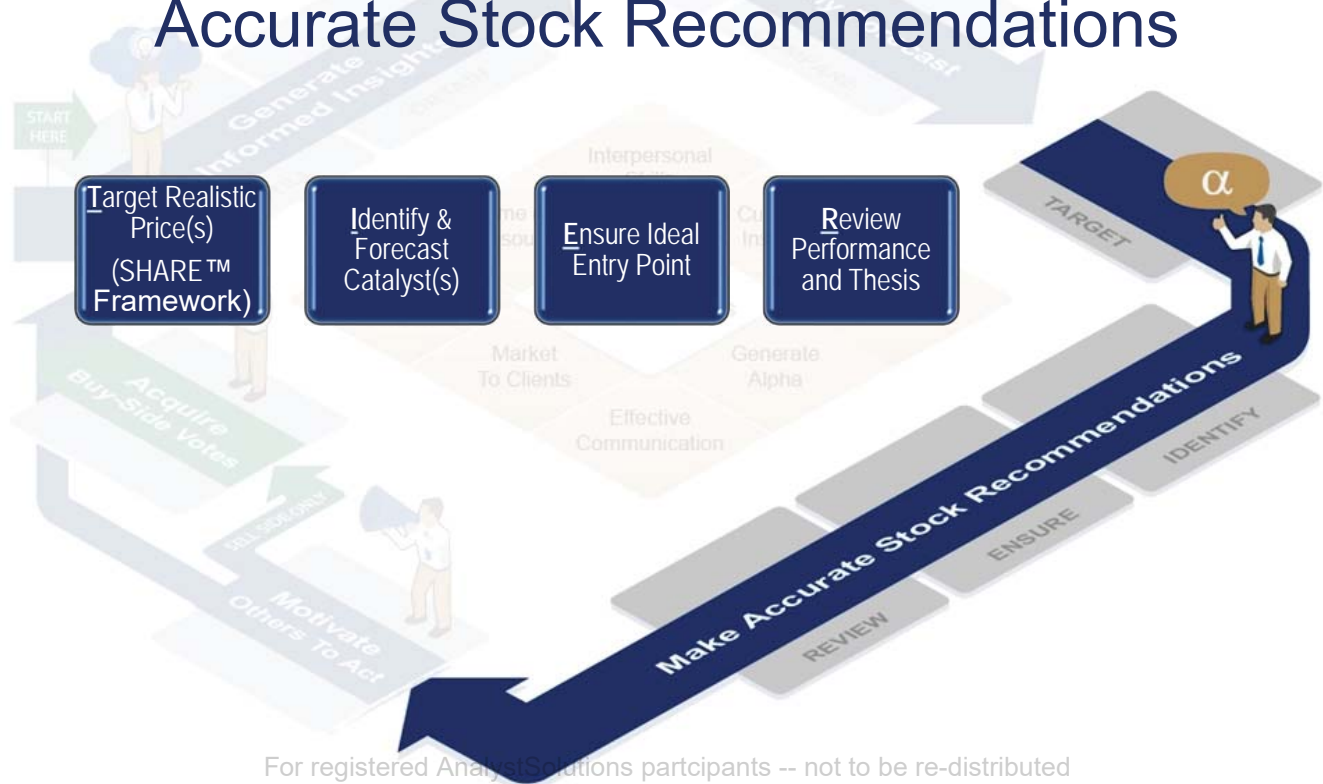 Accurate Stock Recommendations
START
HERE
Generate
Informed Insights
Interpersonal
Target Realistic
Price(s)
(SHARE™
Framework)
Identify &
Forecast
Catalyst(s)
Ensure Ideal
Entry Point
Review
Performance
and Thesis
α
TARGET
Market
To Clients
Generate
Alpha
Effective
Communication
Acquire
Buy-Side Votes
SELL SIDE ONLY
Motivate
Others To Act
Make Accurate Stock Recommendations
IDENTIFY
ENSURE
REVIEW
For registered AnalystSolutions partcipants -- not to be re-distributed